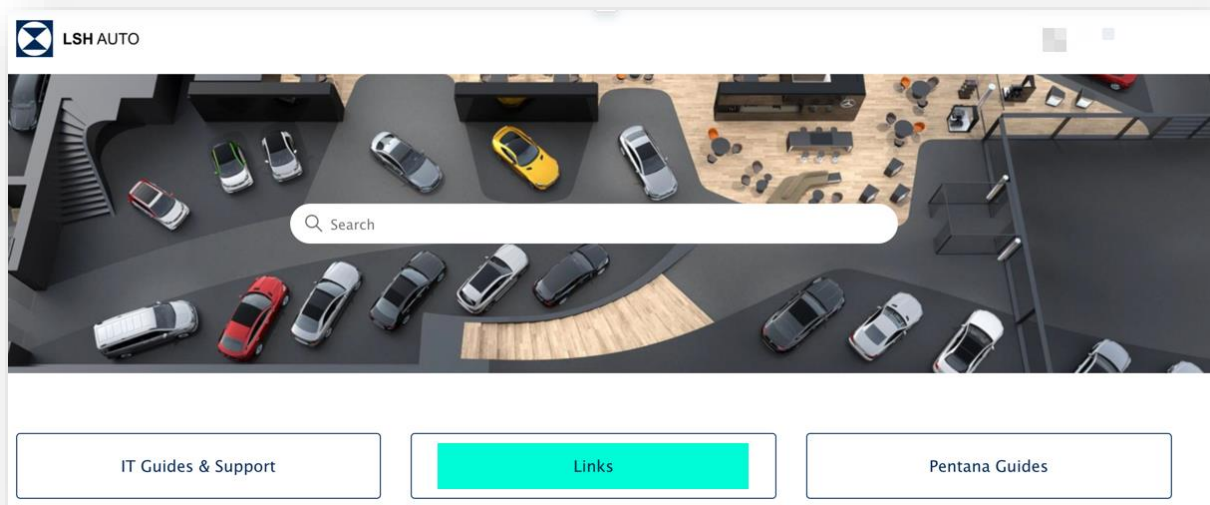 LSH AUTO
Search
IT Guides & Support
Links
Pentana Guides